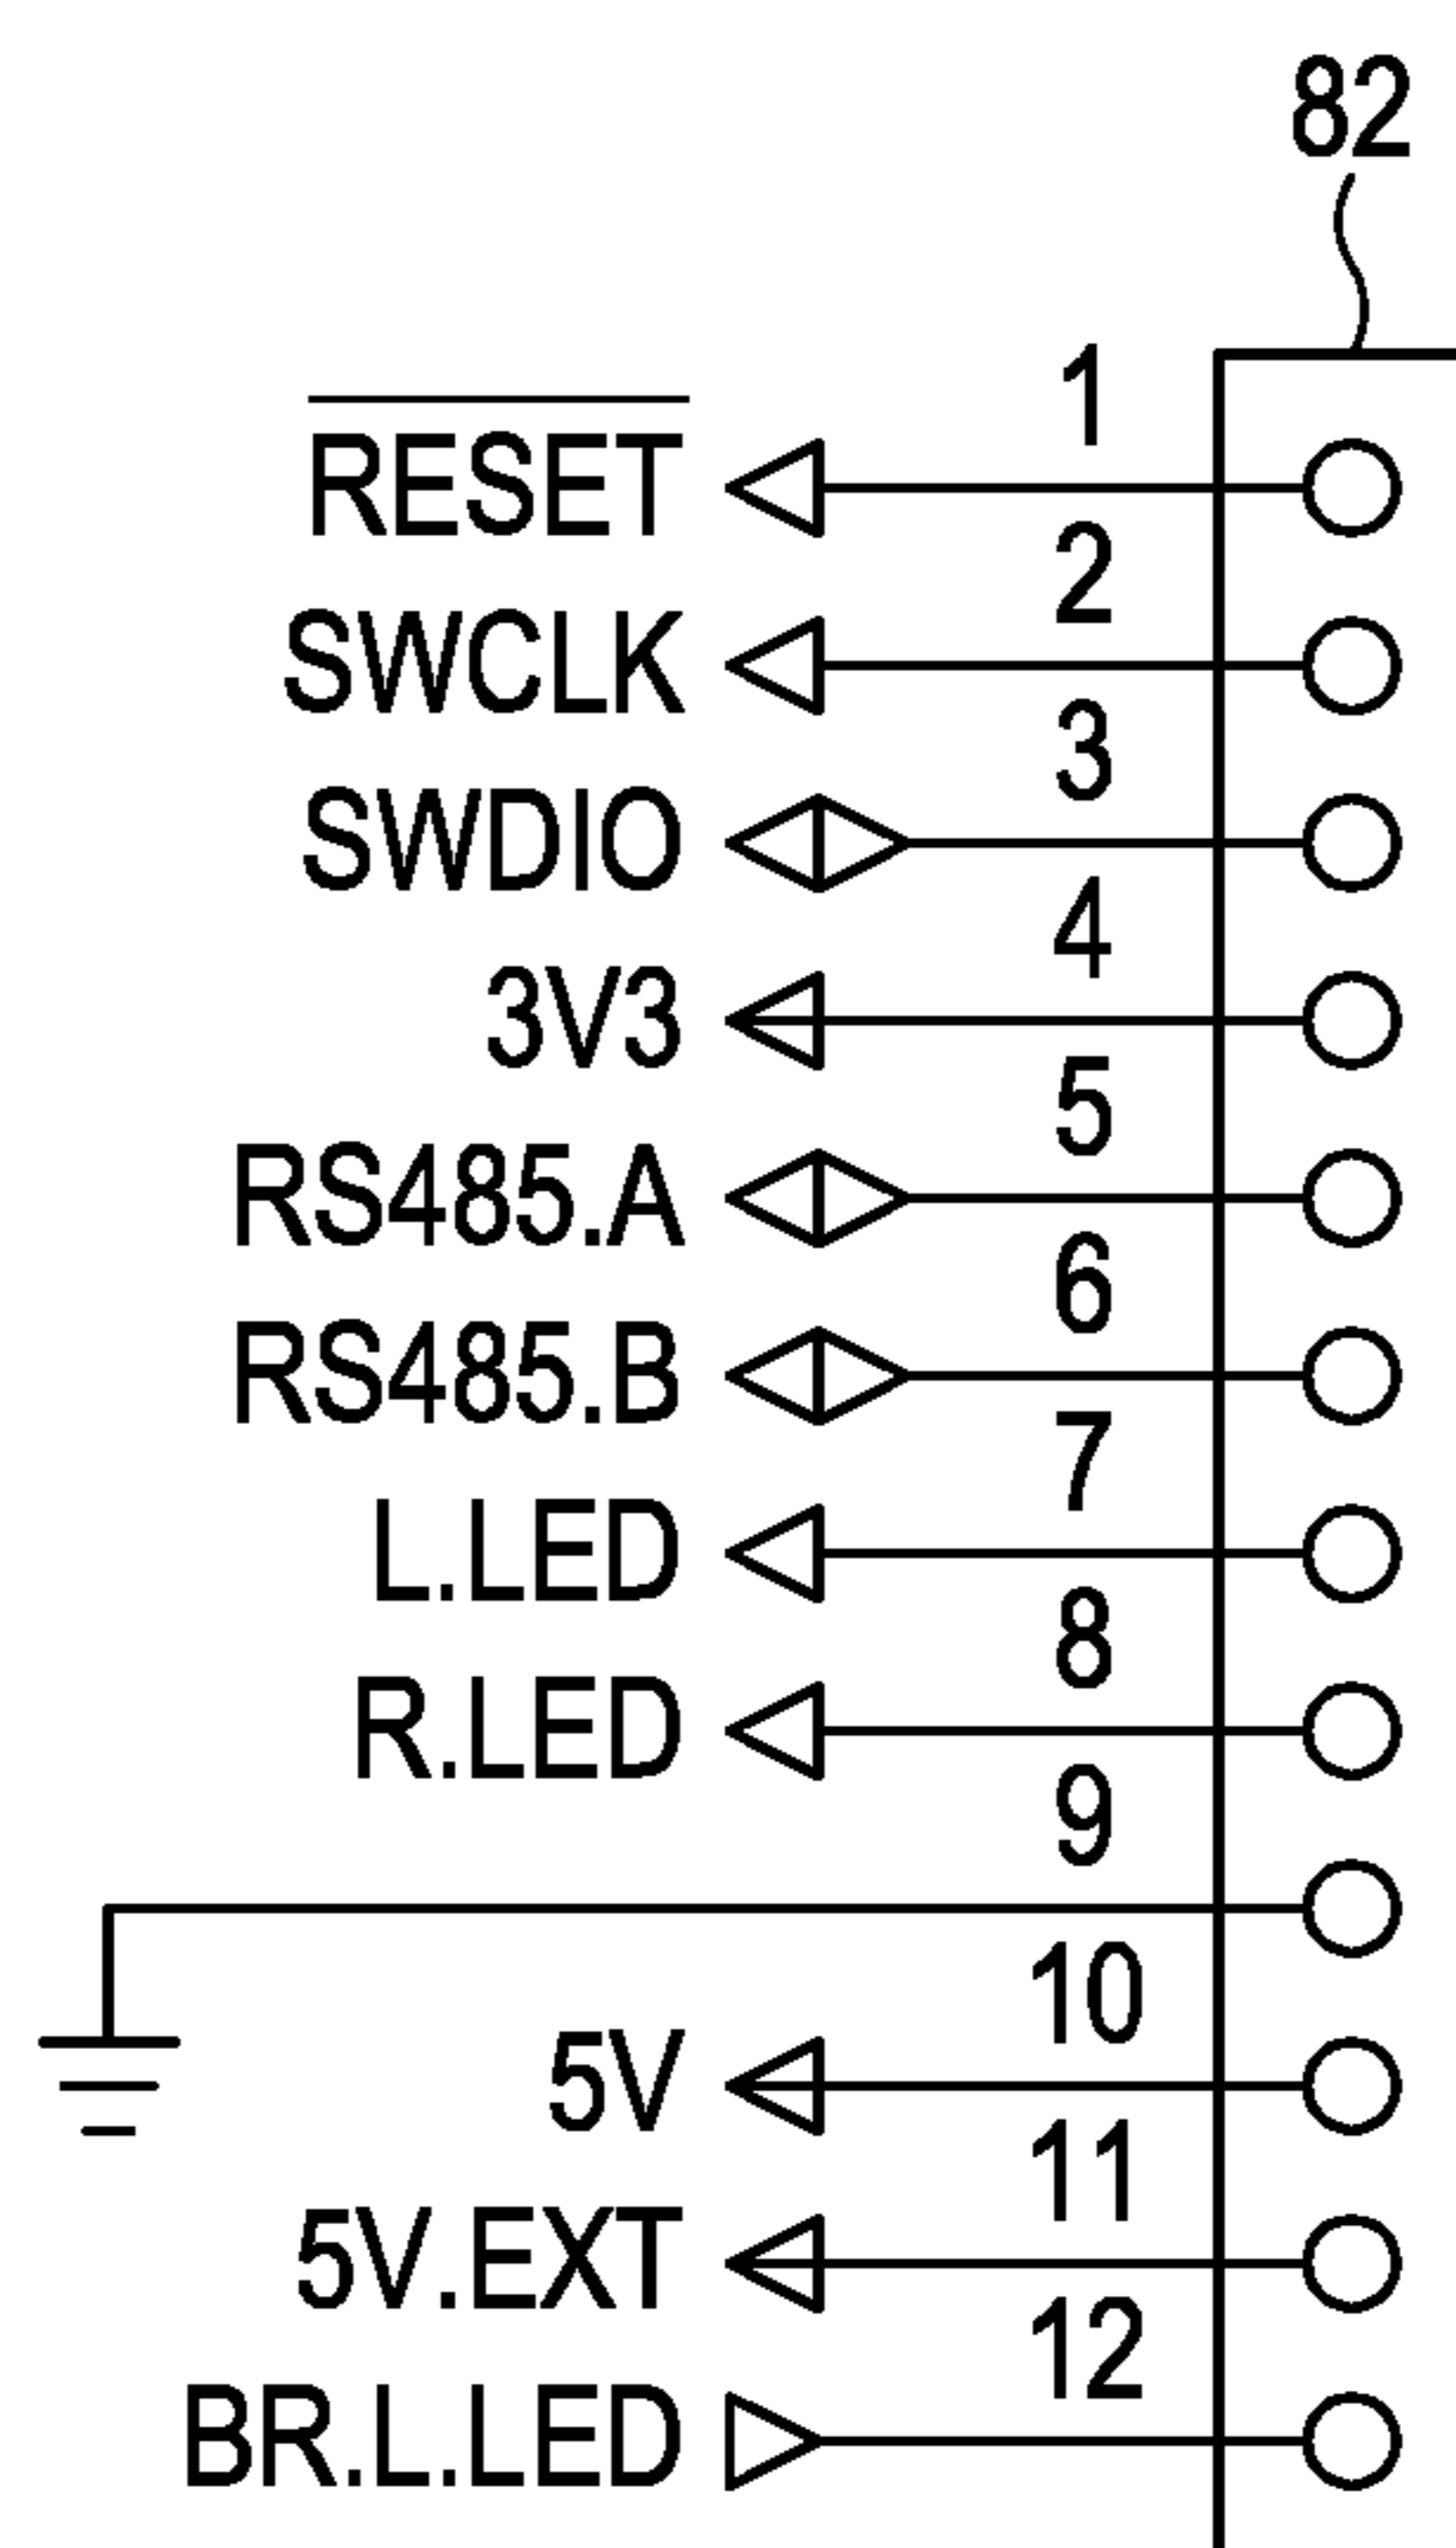 82
1
R̅E̅S̅E̅T̅
2
SWCLK
3
SWDIO
4
3V3
5
RS485.A
6
RS485.B
7
L.LED
8
R.LED
9
10
5V
11
5V.EXT
12
BR.L.LED